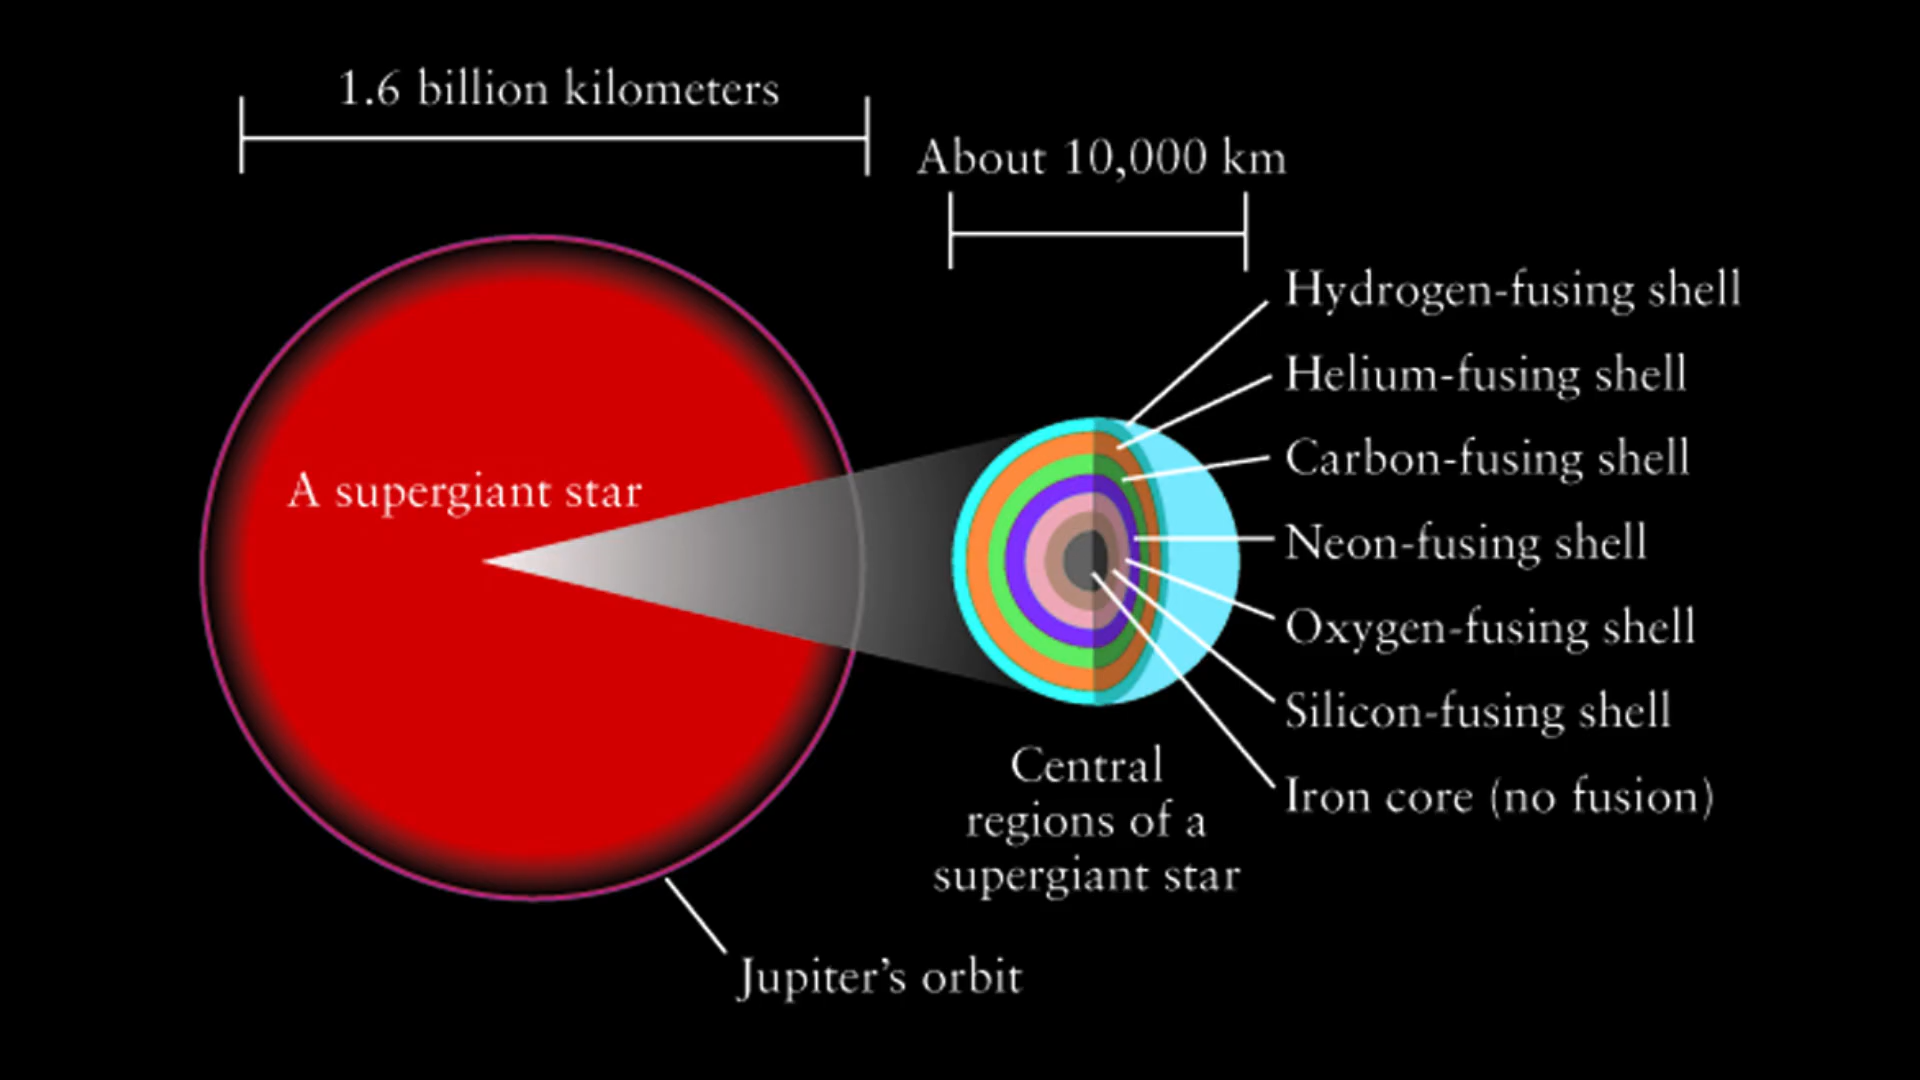 1.6 billion kilometers
About 10,000 km
Hydrogen-fusing shell
Helium-fusing shell
Carbon-fusing shell
A supergiant star
Neon-fusing shell
Oxygen-fusing shell
Silicon-fusing shell
Iron core (no fusion)
Central
regions of a
supergiant star
Jupiter’s orbit